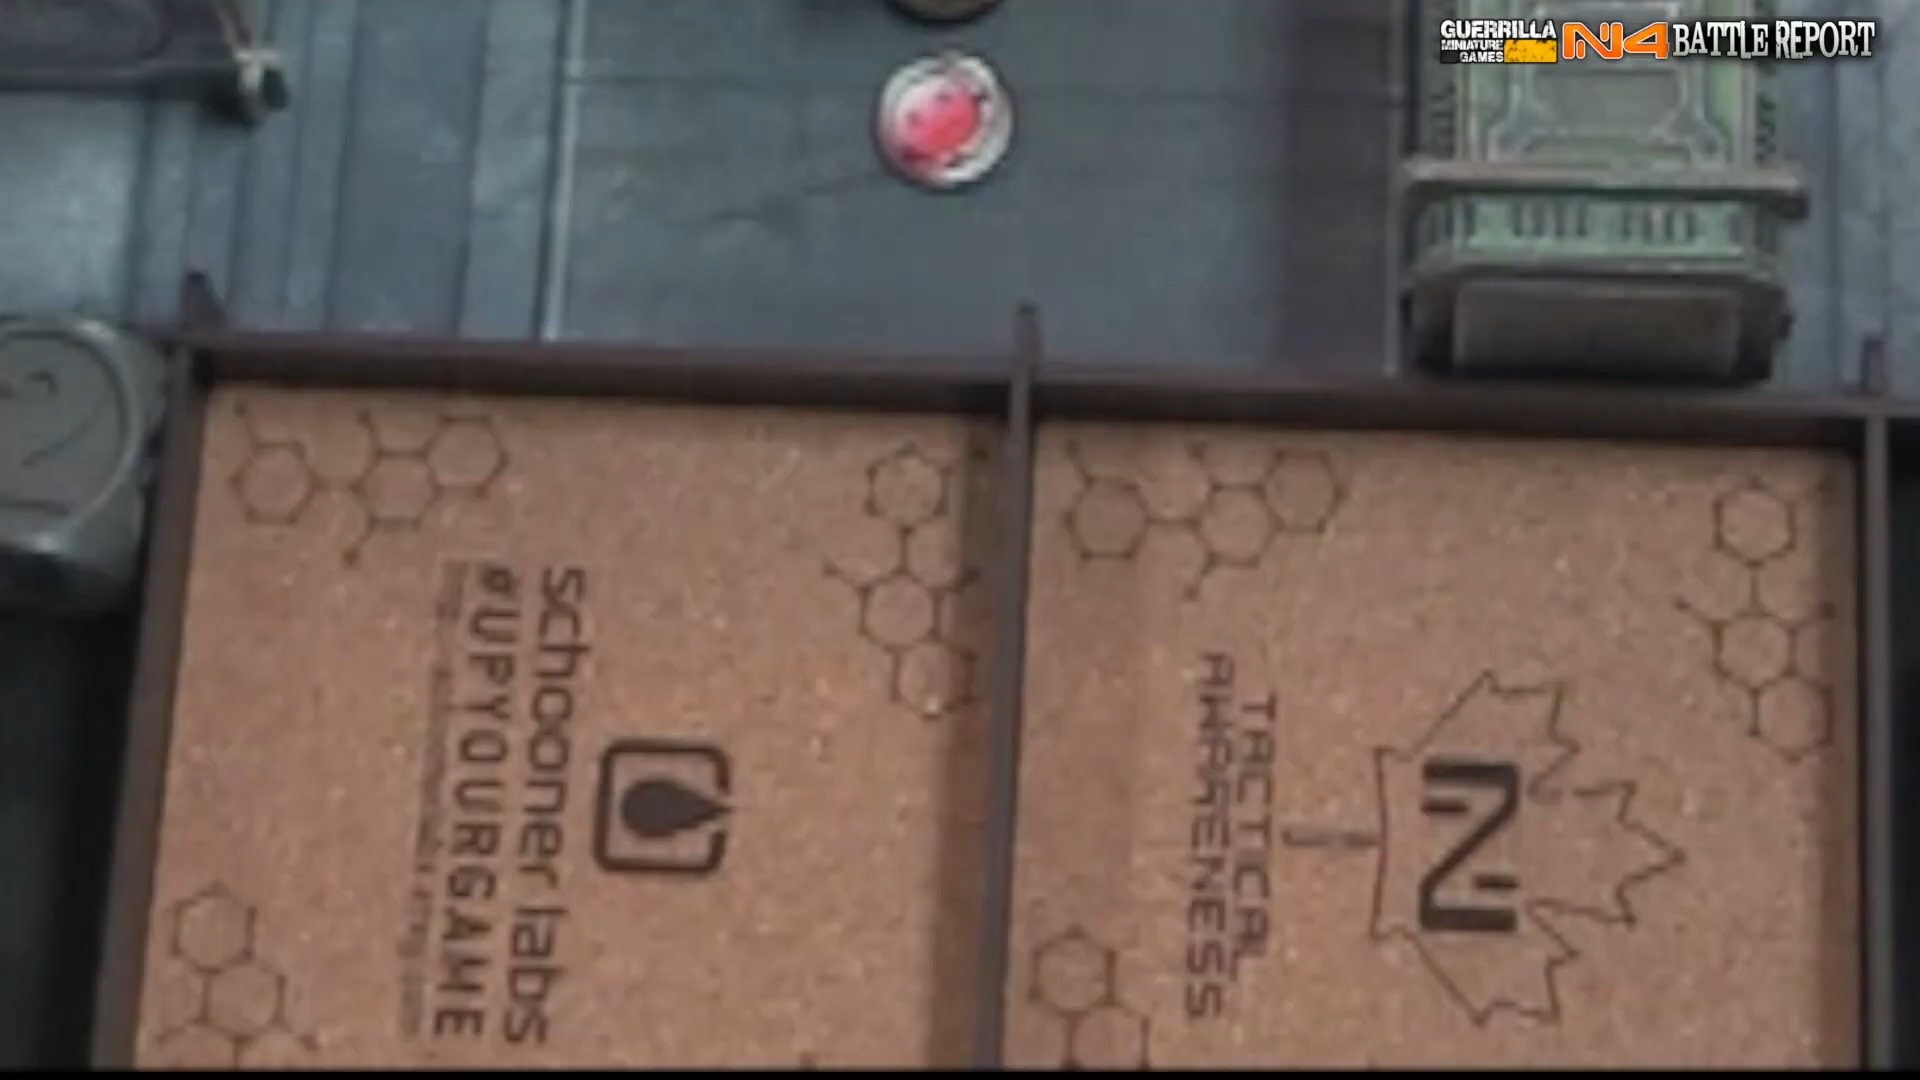 GUERRILLA
MINIATURE
GAMES
N4 BATTLE REPORT
schooner labs
#UPYOURGAME
TACTICAL
AWARENESS